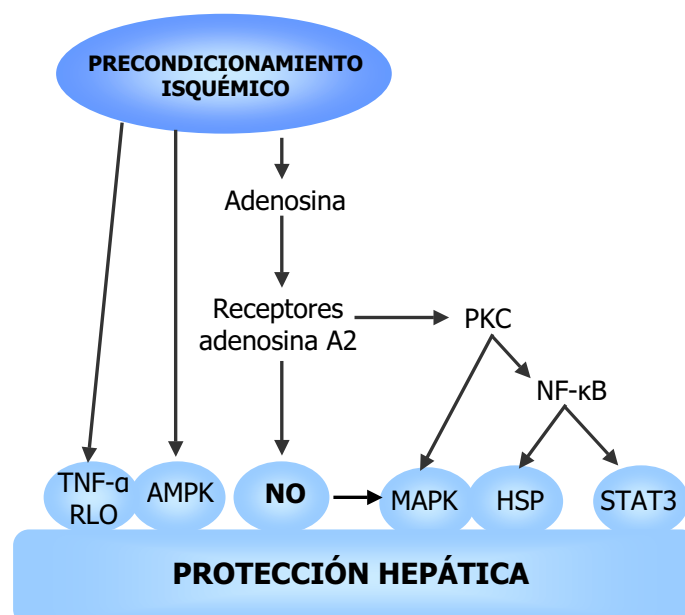 PRECONDICIONAMIENTO
ISQUÉMICO
Adenosina
Receptores
adenosina A2
PKC
NF-κB
TNF-α
RLO
AMPK
NO
MAPK
HSP
STAT3
PROTECCIÓN HEPÁTICA